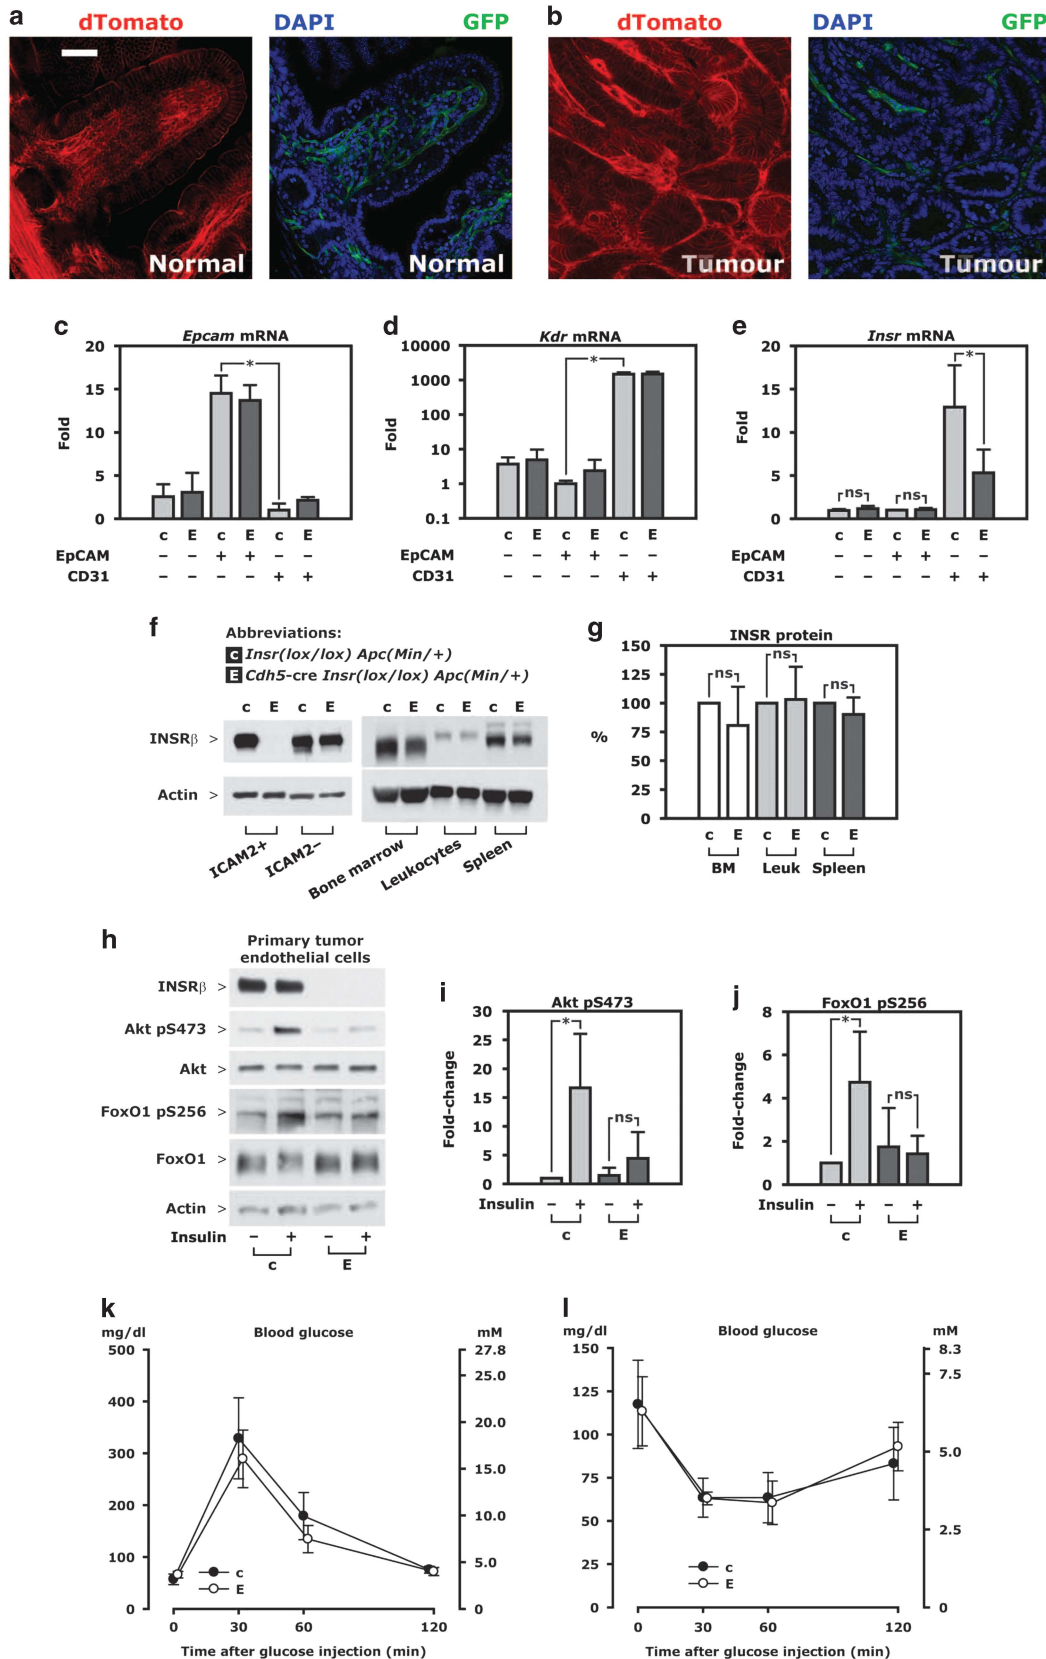 a
dTomato
DAPI
GFP
Normal
Normal
b
dTomato
DAPI
GFP
Tumour
Tumour
c
Epcam mRNA
Fold
20
15
10
5
0
*
c E c E c E
EpCAM – – + + – –
CD31 – – – – + +
d
Kdr mRNA
Fold
10000
1000
100
10
1
0.1
*
c E c E c E
EpCAM – – + + – –
CD31 – – – – + +
e
Insr mRNA
Fold
20
15
10
5
0
ns
ns
*
c E c E c E
EpCAM – – + + – –
CD31 – – – – + +
f
Abbreviations:
c Insr(lox/lox) Apc(Min/+)
E Cdh5-cre Insr(lox/lox) Apc(Min/+)
c E c E c E c E c E
INSRβ >
Actin >
ICAM2+
ICAM2–
Bone marrow
Leukocytes
Spleen
g
INSR protein
%
150
125
100
75
50
25
0
ns
ns
ns
c E c E c E
BM Leuk Spleen
h
Primary tumor
endothelial cells
INSRβ >
Akt pS473 >
Akt >
FoxO1 pS256 >
FoxO1 >
Actin >
Insulin – + – +
c E
i
Akt pS473
Fold-change
30
25
20
15
10
5
0
*
ns
Insulin – + – +
c E
j
FoxO1 pS256
Fold-change
8
6
4
2
0
*
ns
Insulin – + – +
c E
k
mg/dl
Blood glucose
mM
500
400
300
200
100
0
27.8
25.0
20.0
15.0
10.0
5.0
0
c
E
0 30 60 120
Time after glucose injection (min)
l
mg/dl
Blood glucose
mM
150
125
100
75
50
25
0
8.3
7.5
5.0
2.5
0
c
E
0 30 60 120
Time after glucose injection (min)